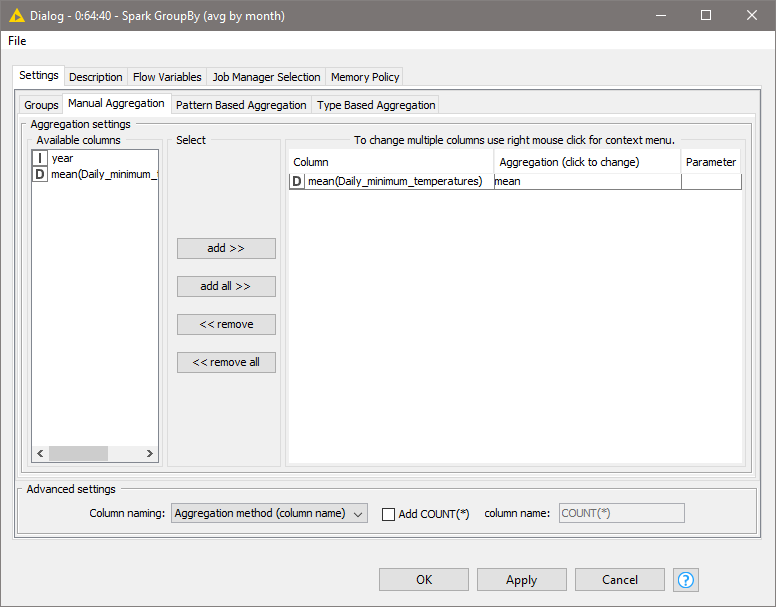 Dialog - 0:64:40 - Spark GroupBy (avg by month)
File
Settings Description Flow Variables Job Manager Selection Memory Policy
Groups Manual Aggregation Pattern Based Aggregation Type Based Aggregation
Aggregation settings
Available columns
I year
D mean(Daily_minimum_
Select
add >>
add all >>
<< remove
<< remove all
To change multiple columns use right mouse click for context menu.
Column Aggregation (click to change) Parameter
D mean(Daily_minimum_temperatures) mean
Advanced settings
Column naming: Aggregation method (column name) Add COUNT(*) column name: COUNT(*)
OK Apply Cancel ?